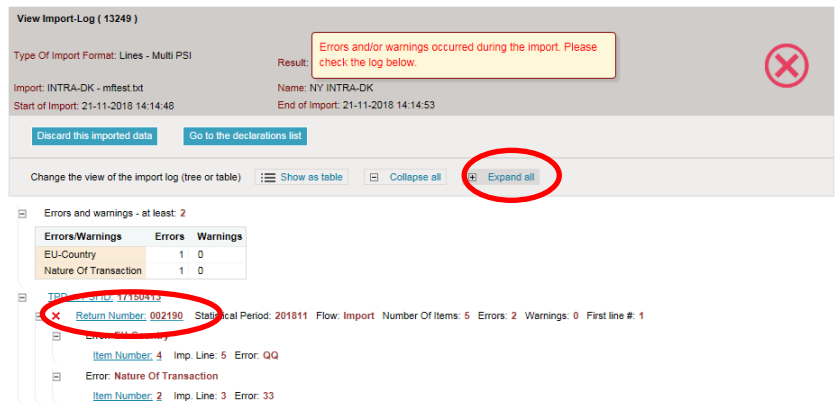 View Import-Log ( 13249 )
Errors and/or warnings occurred during the import. Please
check the log below.
Type Of Import Format: Lines - Multi PSI
Result:
Import: INTRA-DK - mftest.txt
Name: NY INTRA-DK
Start of Import: 21-11-2018 14:14:48
End of Import: 21-11-2018 14:14:53
Discard this imported data
Go to the declarations list
Change the view of the import log (tree or table)
Show as table
Collapse all
Expand all
Errors and warnings - at least: 2
Errors/Warnings Errors Warnings
EU-Country 1 0
Nature Of Transaction 1 0
17150413
Return Number: 002190 Statistical Period: 201811 Flow: Import Number Of Items: 5 Errors: 2 Warnings: 0 First line #: 1
Error: EU-Country
Item Number: 4 Imp. Line: 5 Error: QQ
Error: Nature Of Transaction
Item Number: 2 Imp. Line: 3 Error: 33